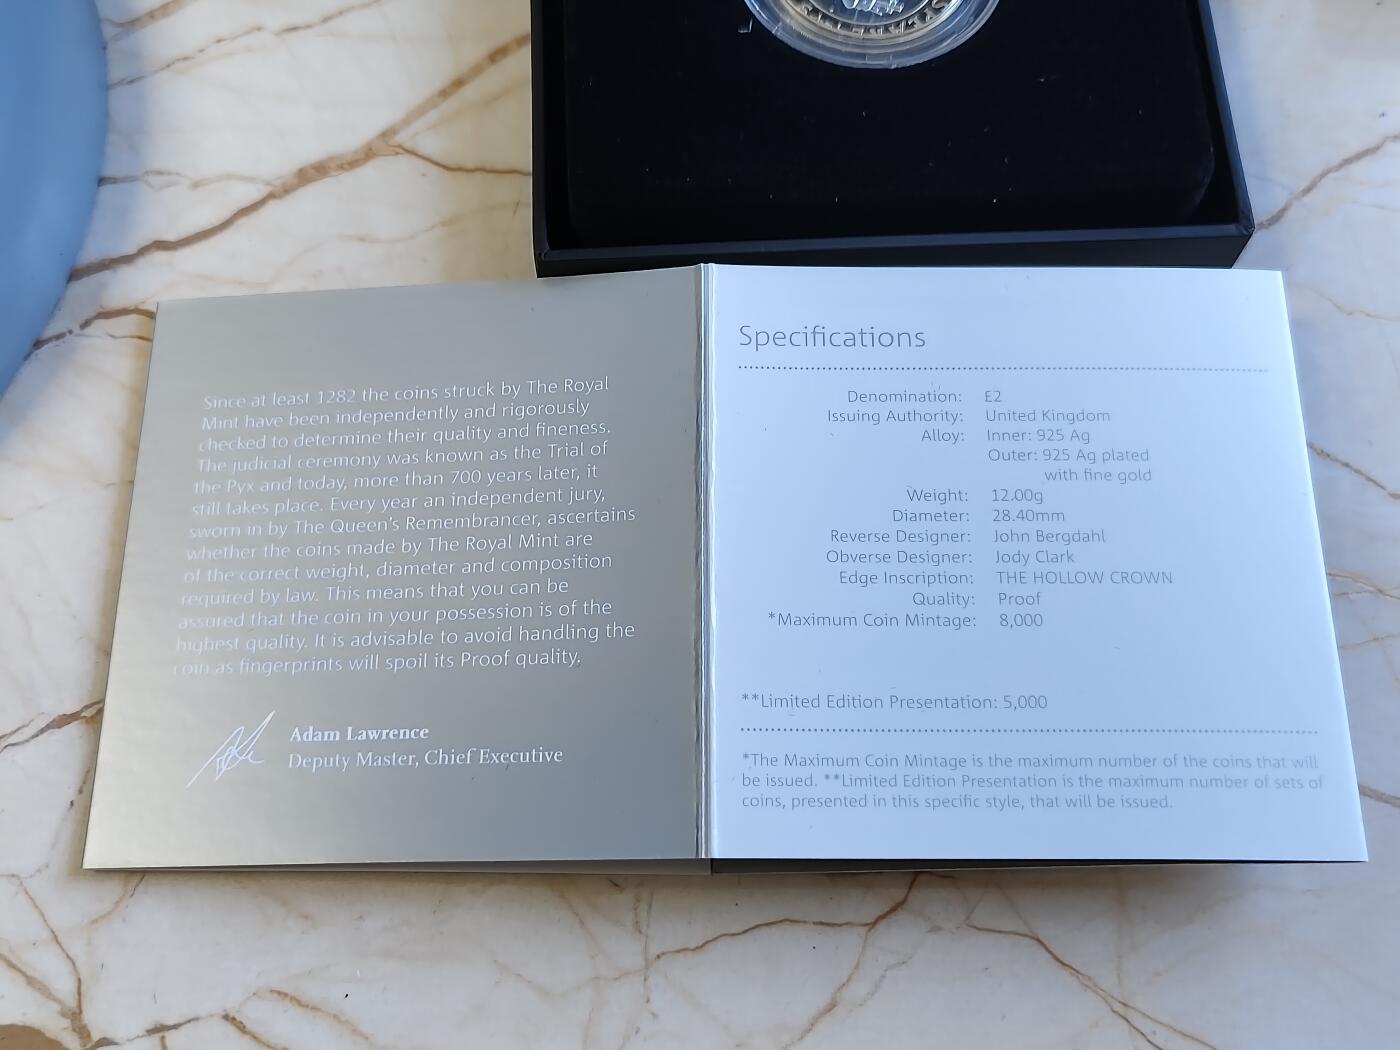 Since at least 1282 the coins struck by The Royal
Mint have been independently and rigorously
checked to determine their quality and fineness.
The judicial ceremony was known as the Trial of
the Pyx and today, more than 700 years later, it
still takes place. Every year an independent jury,
sworn in by The Queen's Remembrancer, ascertains
whether the coins made by The Royal Mint are
of the correct weight, diameter and composition
required by law. This means that you can be
assured that the coin in your possession is of the
highest quality. It is advisable to avoid handling the
coin as fingerprints will spoil its Proof quality.
Adam Lawrence
Deputy Master, Chief Executive
Specifications
Denomination: £2
Issuing Authority: United Kingdom
Alloy: Inner: 925 Ag
Outer: 925 Ag plated
with fine gold
Weight: 12.00g
Diameter: 28.40mm
Reverse Designer: John Bergdahl
Obverse Designer: Jody Clark
Edge Inscription: THE HOLLOW CROWN
Quality: Proof
*Maximum Coin Mintage: 8,000
**Limited Edition Presentation: 5,000
*The Maximum Coin Mintage is the maximum number of the coins that will
be issued. **Limited Edition Presentation is the maximum number of sets of
coins, presented in this specific style, that will be issued.